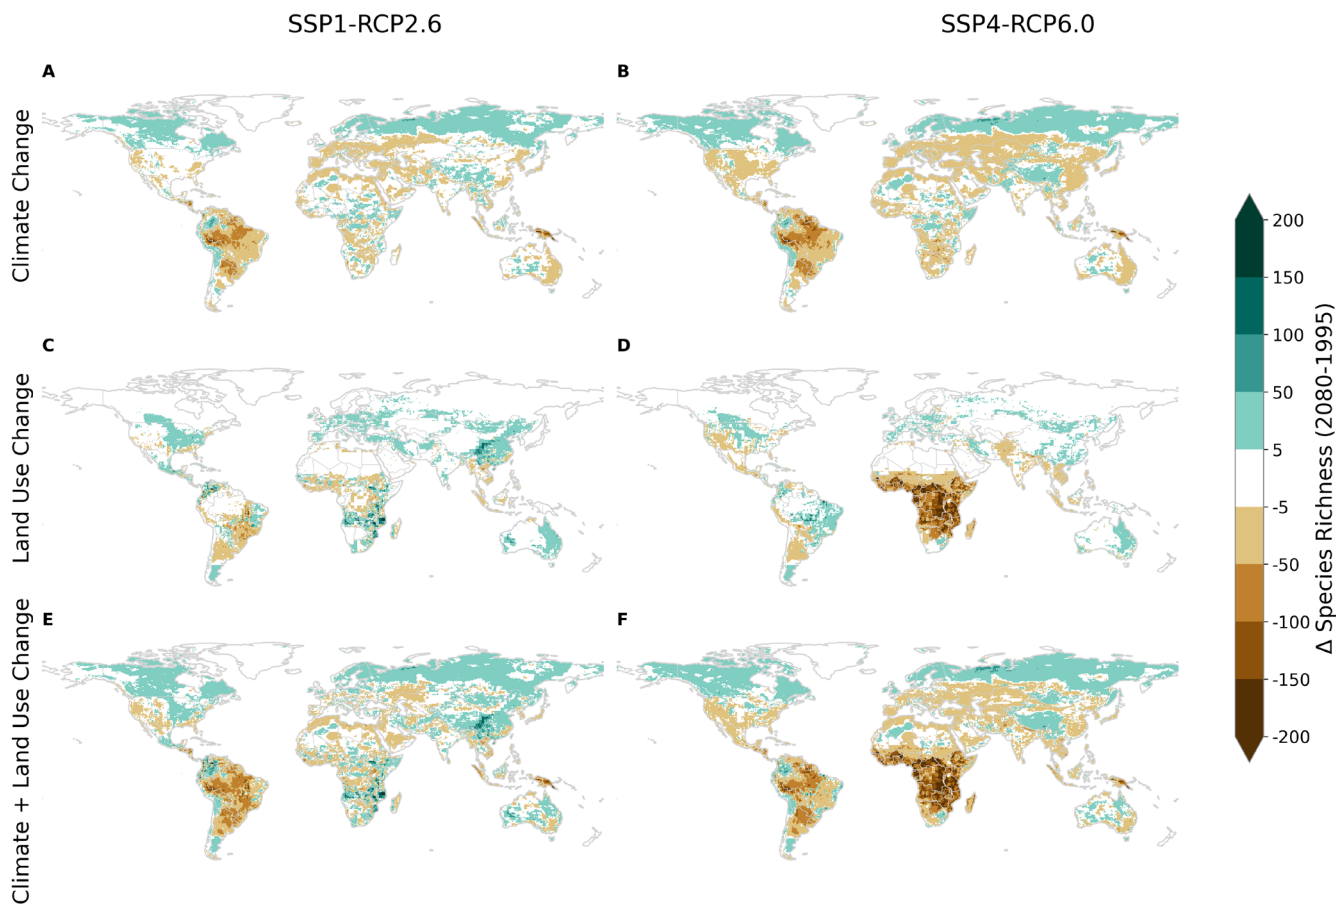 SSP1-RCP2.6
SSP4-RCP6.0
A
B
Climate Change
C
D
Land Use Change
E
F
Climate + Land Use Change
200
150
100
50
5
-5
-50
-100
-150
-200
Δ Species Richness (2080-1995)